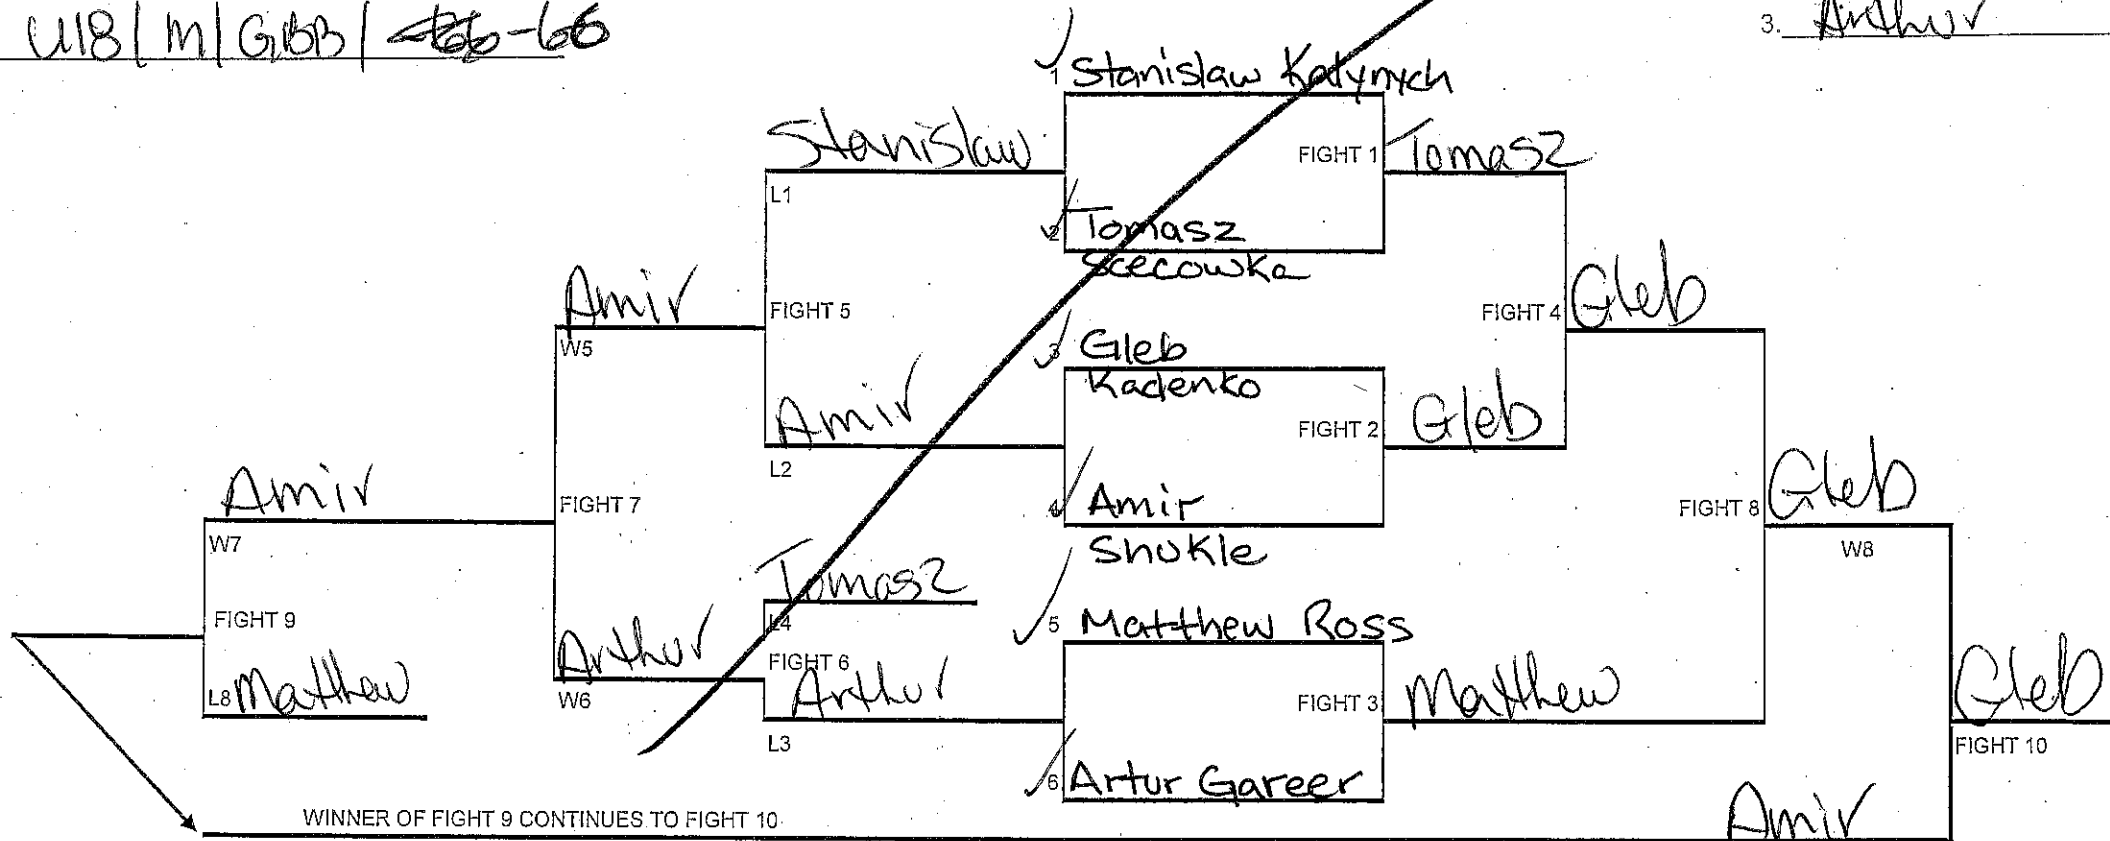 U18 / M / GBB / -66
3. Arthur
1 Stanislaw Kalynych
Stanislaw
FIGHT 1
Tomasz
L1
2 Tomasz
Scecowka
Amir
FIGHT 5
FIGHT 4
Gleb
W5
3 Gleb
Kadenko
Amir
FIGHT 2
Gleb
L2
Amir
FIGHT 7
4 Amir
FIGHT 8
Gleb
W7
Shukle
W8
Tomasz
L4
FIGHT 9
5 Matthew Ross
Arthur
FIGHT 6
L8 Matthew
W6
Arthur
FIGHT 3
Matthew
Gleb
L3
FIGHT 10
6 Artur Gareer
WINNER OF FIGHT 9 CONTINUES TO FIGHT 10
Amir